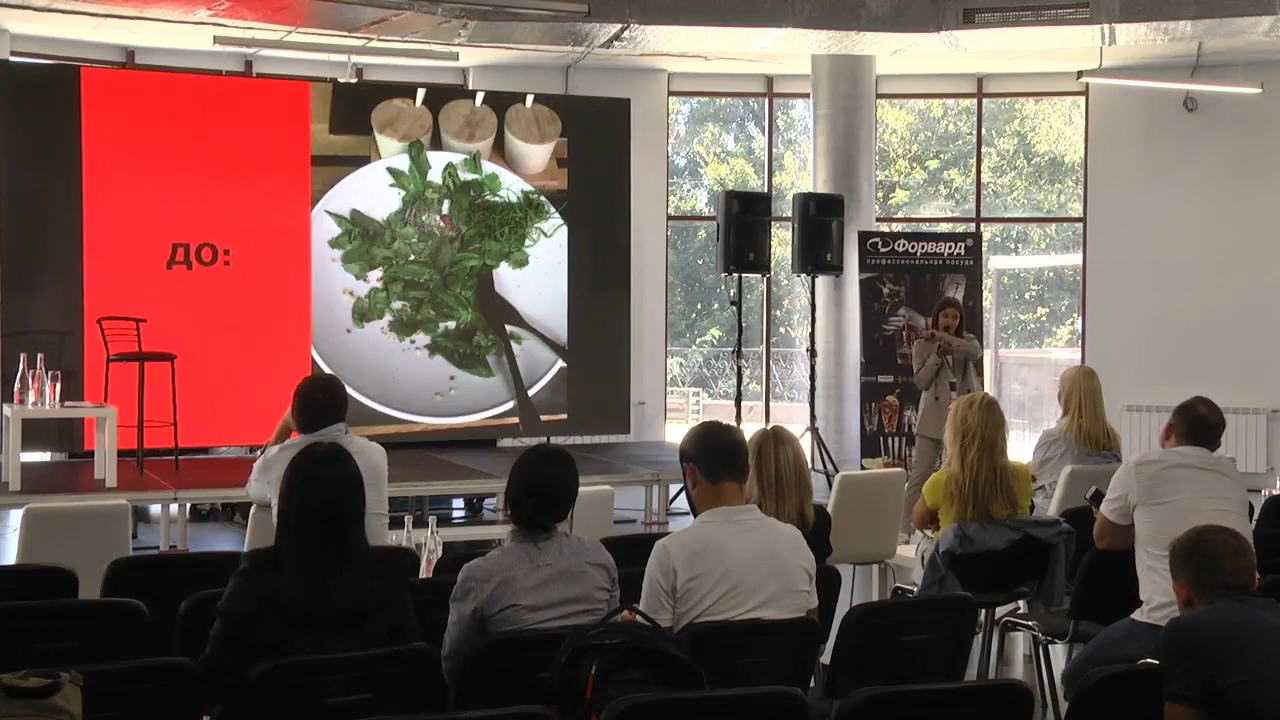 ДО:
Форвард®
профессиональная посуда